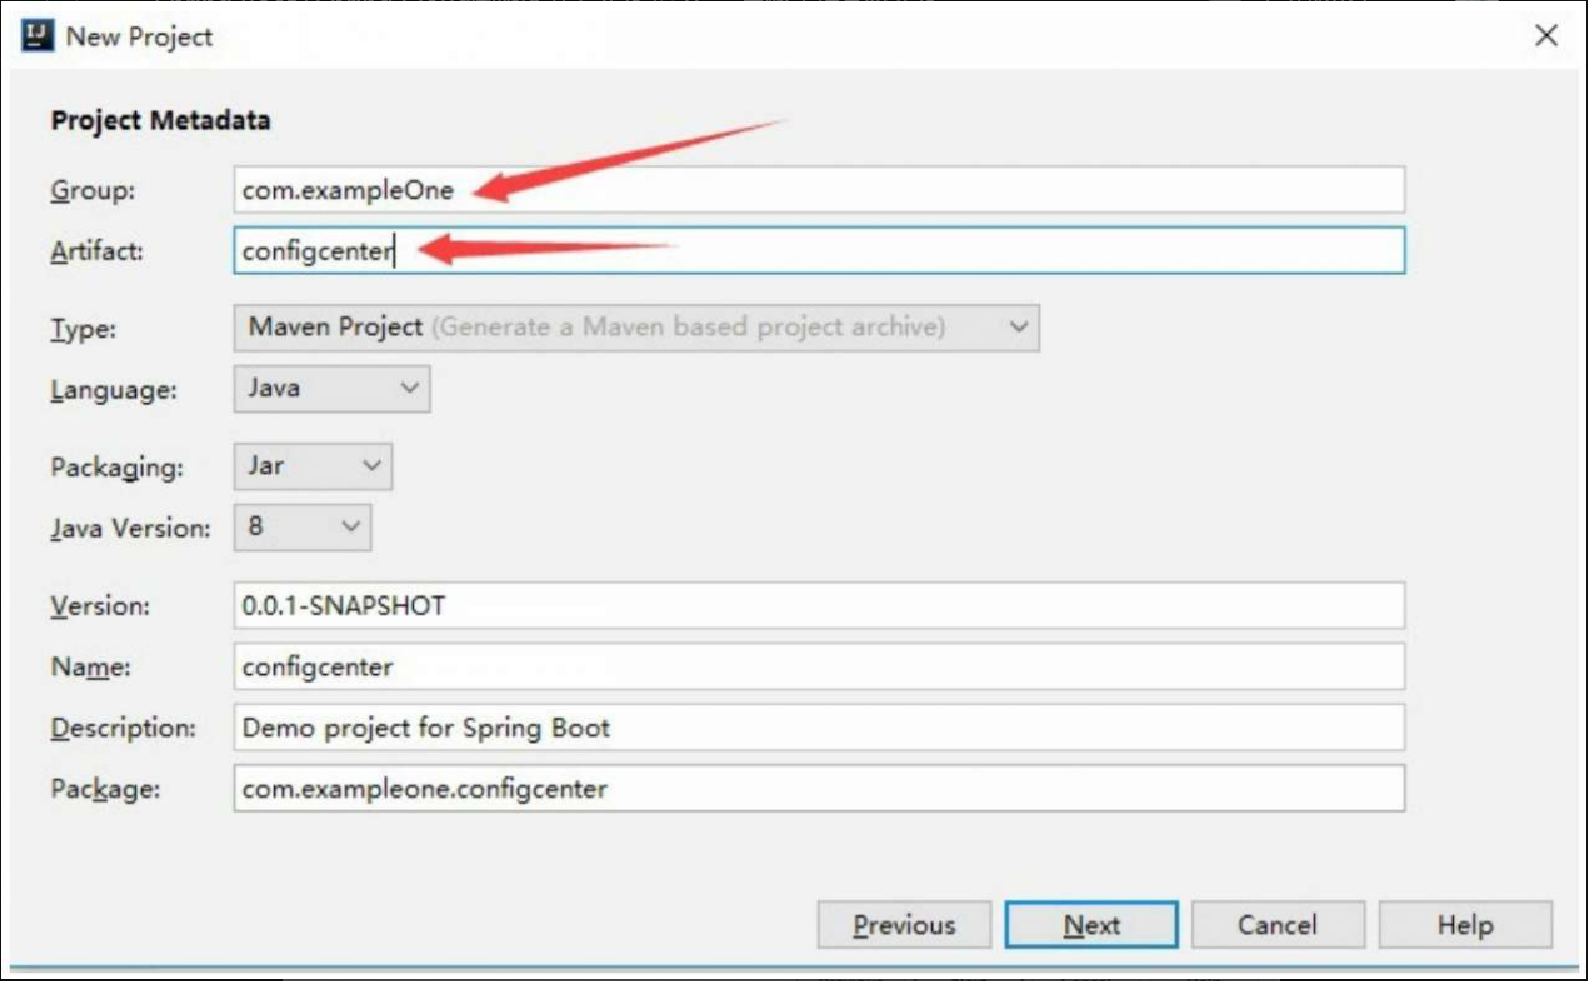 IJ New Project
Project Metadata
Group: com.exampleOne
Artifact: configcenter
Type: Maven Project (Generate a Maven based project archive)
Language: Java
Packaging: Jar
Java Version: 8
Version: 0.0.1-SNAPSHOT
Name: configcenter
Description: Demo project for Spring Boot
Package: com.exampleone.configcenter
Previous Next Cancel Help